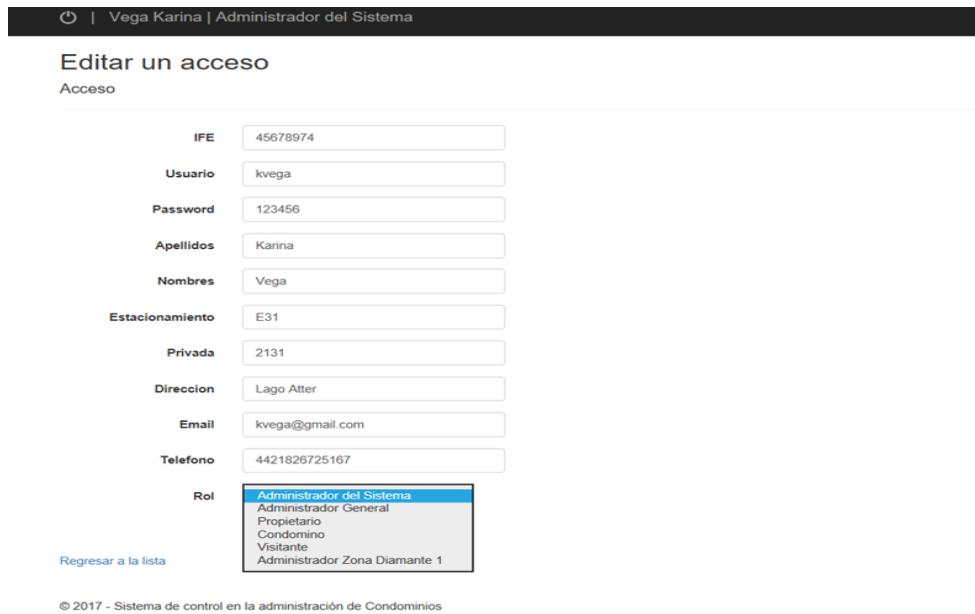 | Vega Karina | Administrador del Sistema
Editar un acceso
Acceso
IFE 45678974
Usuario kvega
Password 123456
Apellidos Karina
Nombres Vega
Estacionamiento E31
Privada 2131
Direccion Lago Atter
Email kvega@gmail.com
Telefono 4421826725167
Rol Administrador del Sistema
Administrador General
Propietario
Condomino
Visitante
Administrador Zona Diamante 1
Regresar a la lista
© 2017 - Sistema de control en la administración de Condominios